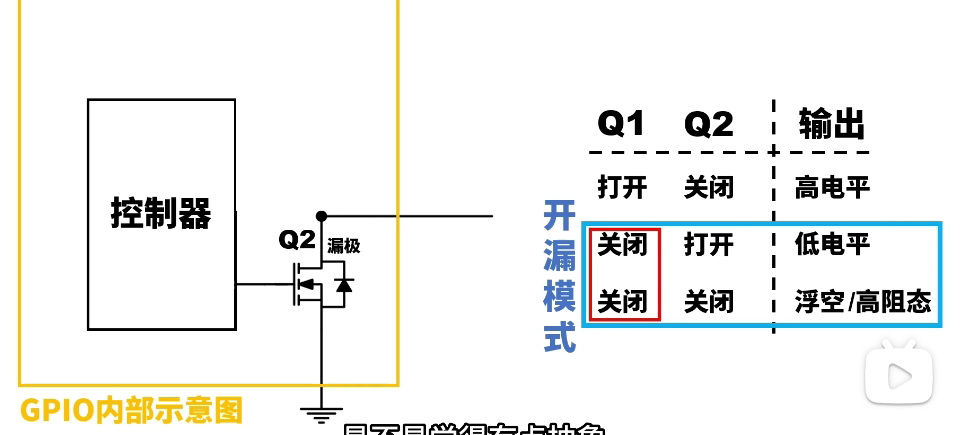 Q1 Q2 输出
打开 关闭 高电平
控制器
开漏模式
Q2 漏极
关闭 打开 低电平
关闭 关闭 浮空/高阻态
GPIO内部示意图